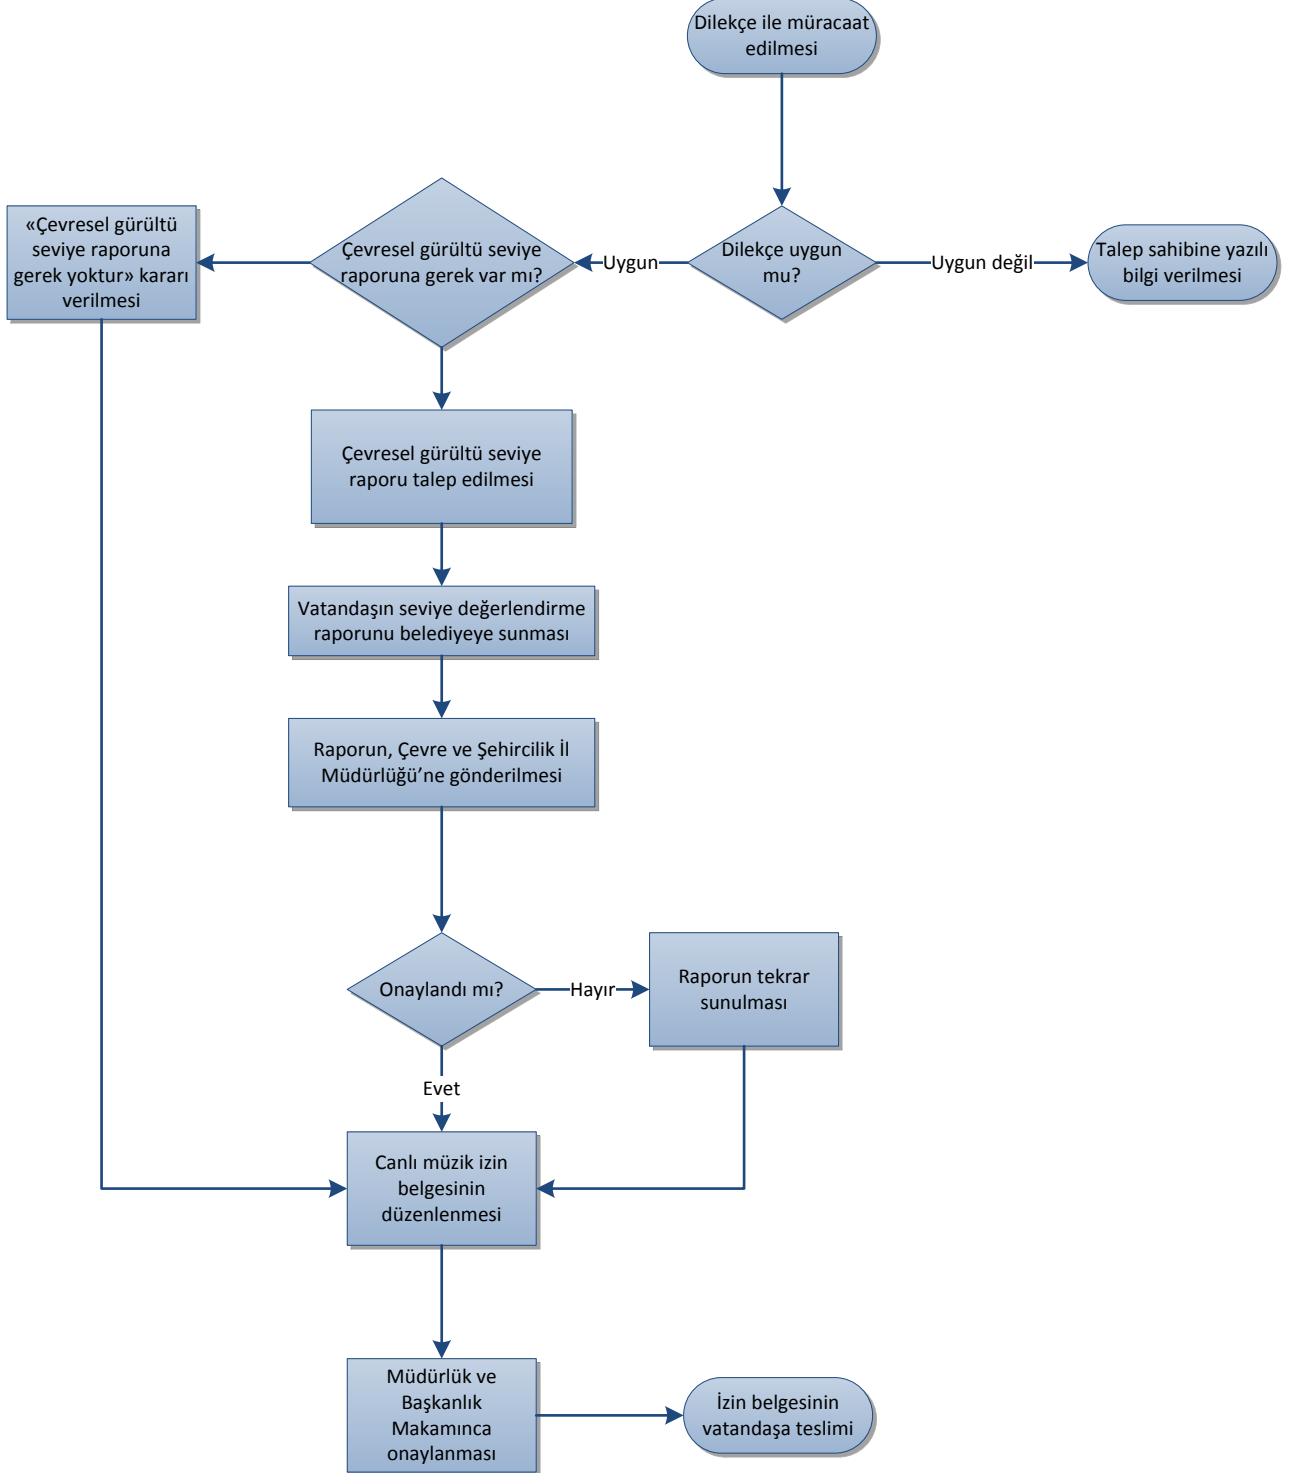 Dilekçe ile müracaat
edilmesi
«Çevresel gürültü
seviye raporuna
gerek yoktur» kararı
verilmesi
Çevresel gürültü seviye
raporuna gerek var mı?
Uygun
Dilekçe uygun
mu?
Uygun değil
Talep sahibine yazılı
bilgi verilmesi
Çevresel gürültü seviye
raporu talep edilmesi
Vatandaşın seviye değerlendirme
raporunu belediyeye sunması
Raporun, Çevre ve Şehircilik İl
Müdürlüğü’ne gönderilmesi
Onaylandı mı?
Hayır
Raporun tekrar
sunulması
Evet
Canlı müzik izin
belgesinin
düzenlenmesi
Müdürlük ve
Başkanlık
Makamınca
onaylanması
İzin belgesinin
vatandaşa teslimi